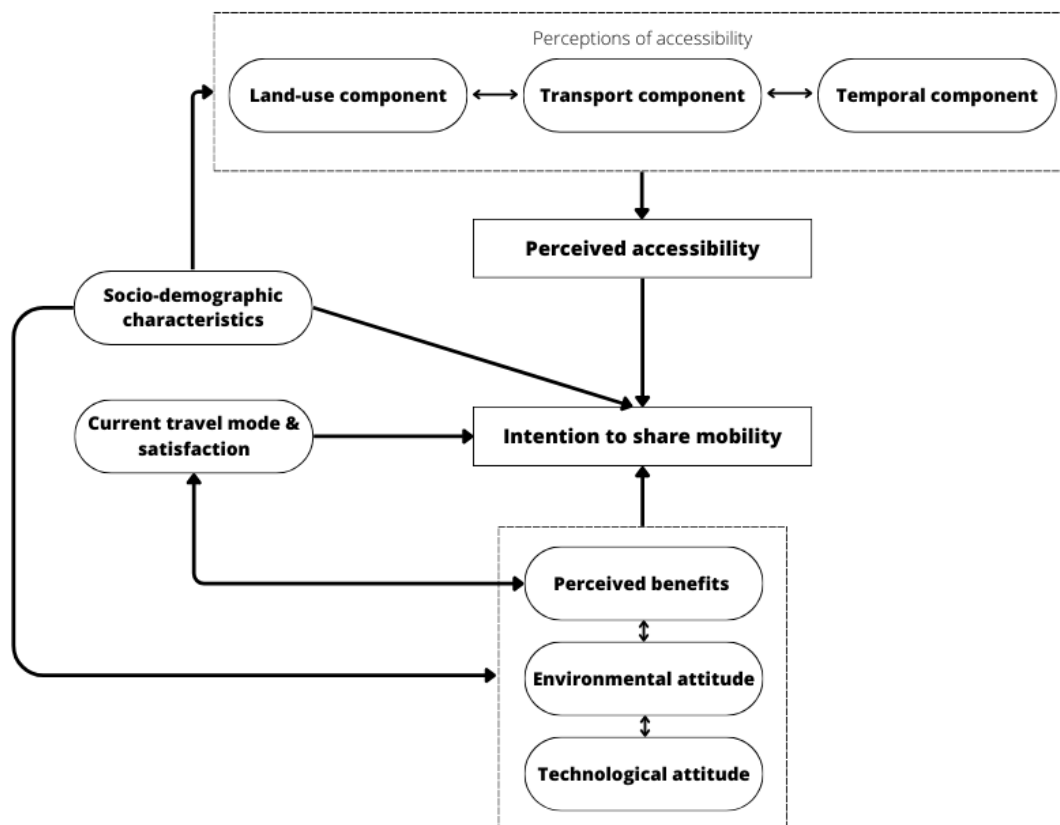 Perceptions of accessibility
Land-use component
Transport component
Temporal component
Perceived accessibility
Socio-demographic
characteristics
Current travel mode &
satisfaction
Intention to share mobility
Perceived benefits
Environmental attitude
Technological attitude